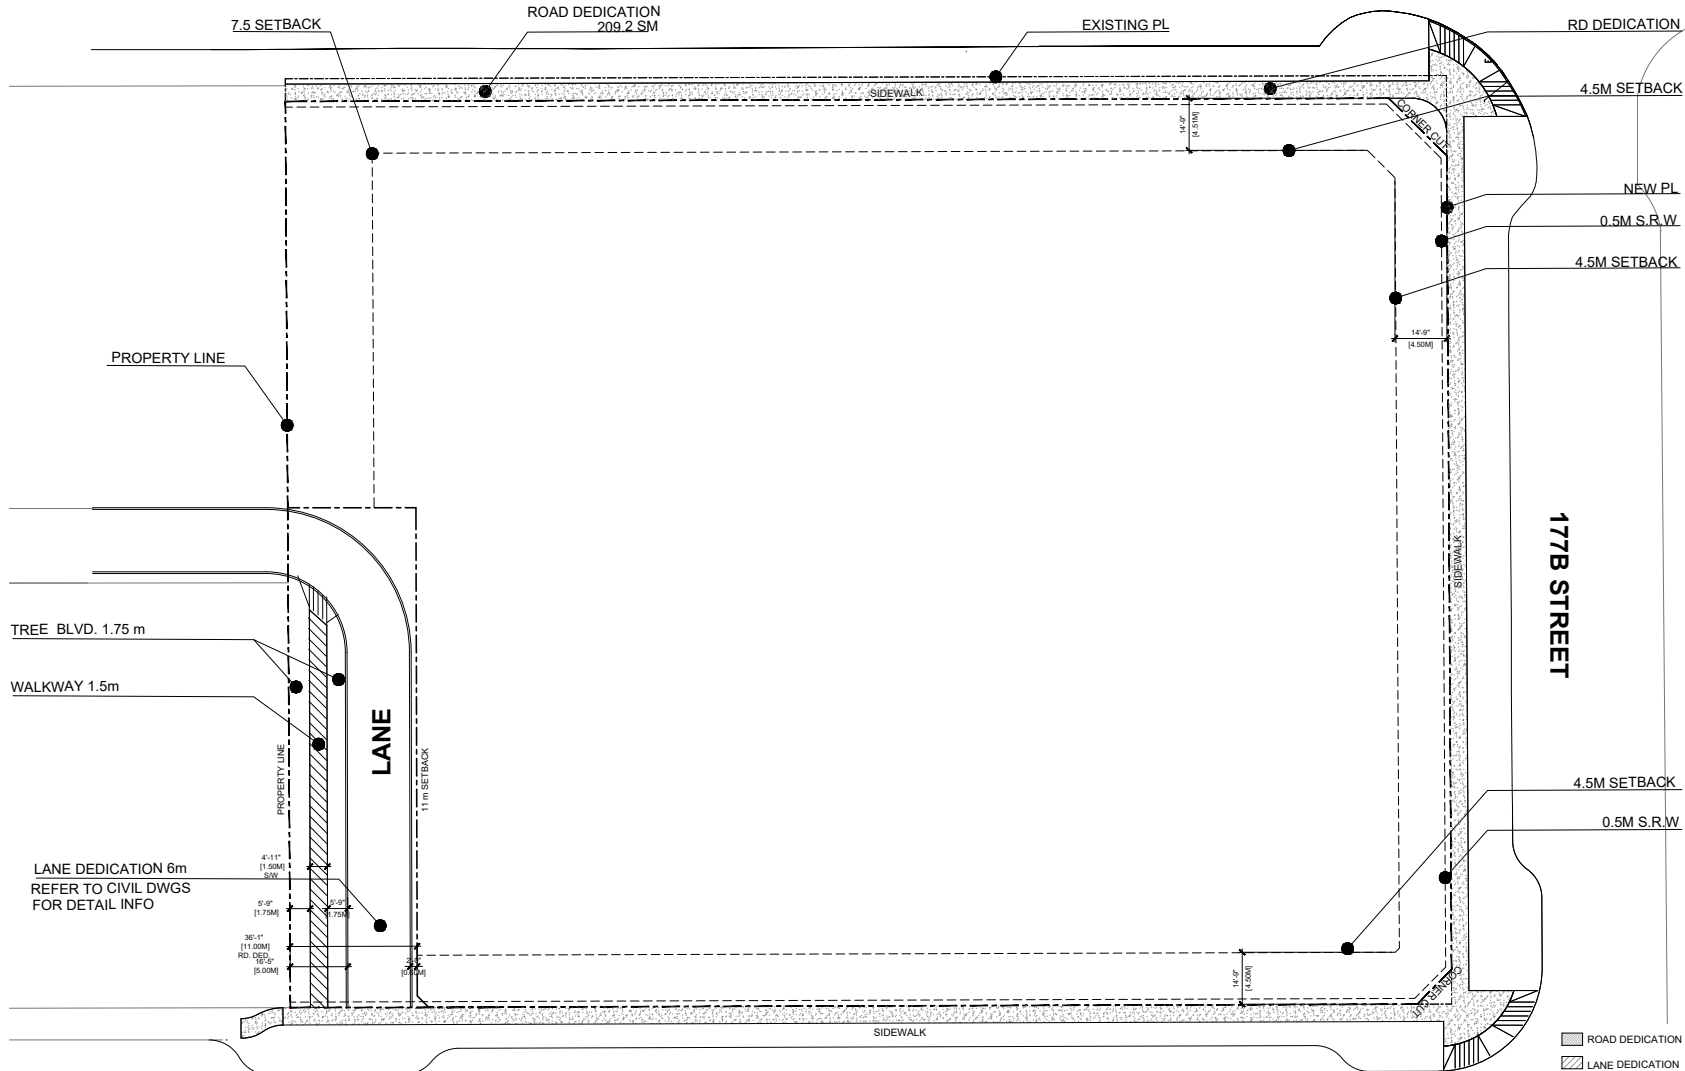 ROAD DEDICATION
209.2 SM
7.5 SETBACK
EXISTING PL
RD DEDICATION
SIDEWALK
4.5M SETBACK
CORNER CUT
14'-9"
[4.51M]
NEW PL
0.5M S.R.W
4.5M SETBACK
14'-9"
[4.50M]
PROPERTY LINE
SIDEWALK
177B STREET
TREE BLVD. 1.75 m
WALKWAY 1.5m
LANE
PROPERTY LINE
11 m SETBACK
4.5M SETBACK
0.5M S.R.W
4'-11"
[1.50M]
S/W
LANE DEDICATION 6m
REFER TO CIVIL DWGS
FOR DETAIL INFO
5'-9"
[1.75M]
5'-9"
[1.75M]
36'-1"
[11.00M]
RD. DED.
16'-5"
[5.00M]
14'-9"
[4.50M]
CORNER CUT
SIDEWALK
ROAD DEDICATION
LANE DEDICATION